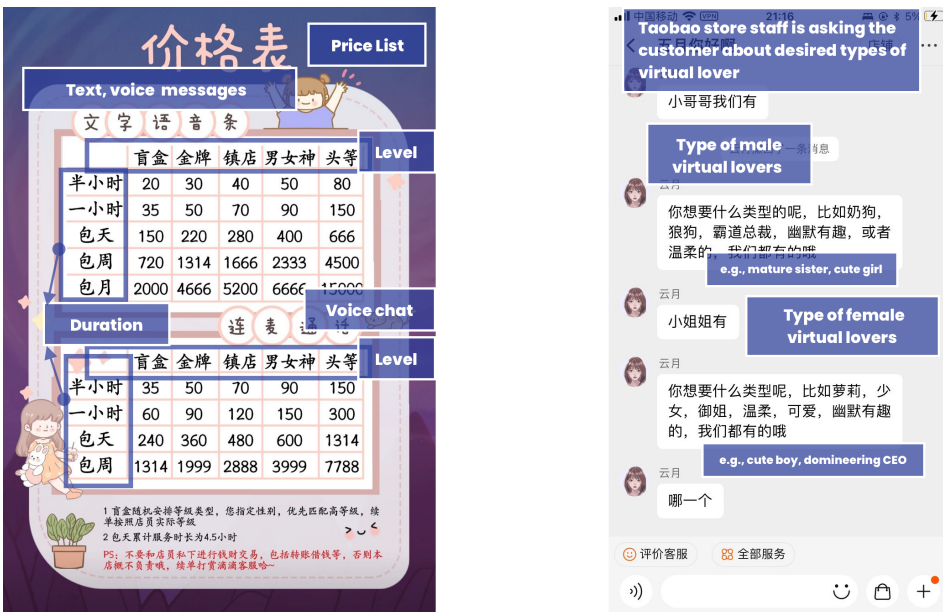 价格表
Price List
Text, voice messages
文字语音条
Level
盲盒 金牌 镇店 男女神 头等
半小时 20 30 40 50 80
一小时 35 50 70 90 150
包天 150 220 280 400 666
包周 720 1314 1666 2333 4500
包月 2000 4666 5200 6666 15000
Voice chat
Duration
连麦通话
Level
盲盒 金牌 镇店 男女神 头等
半小时 35 50 70 90 150
一小时 60 90 120 150 300
包天 240 360 480 600 1314
包周 1314 1999 2888 3999 7788
1 盲盒随机安排等级类型，您指定性别，优先匹配高等级，续
单按照店员实际等级
2 包天累计服务时长为4.5小时
PS：不要和店员私下进行钱财交易，包括转账借钱等，否则本
店概不负责哦，续单打赏滴滴客服哈~
中国移动 VPN 21:16 5%
Taobao store staff is asking the
customer about desired types of
virtual lover
小哥哥我们有
Type of male
virtual lovers
一条消息
云月
你想要什么类型的呢，比如奶狗，
狼狗，霸道总裁，幽默有趣，或者
温柔的，我们都有的哦
e.g., mature sister, cute girl
云月
小姐姐有
Type of female
virtual lovers
云月
你想要什么类型呢，比如萝莉，少
女，御姐，温柔，可爱，幽默有趣
的，我们都有的哦
e.g., cute boy, domineering CEO
云月
哪一个
评价客服 全部服务